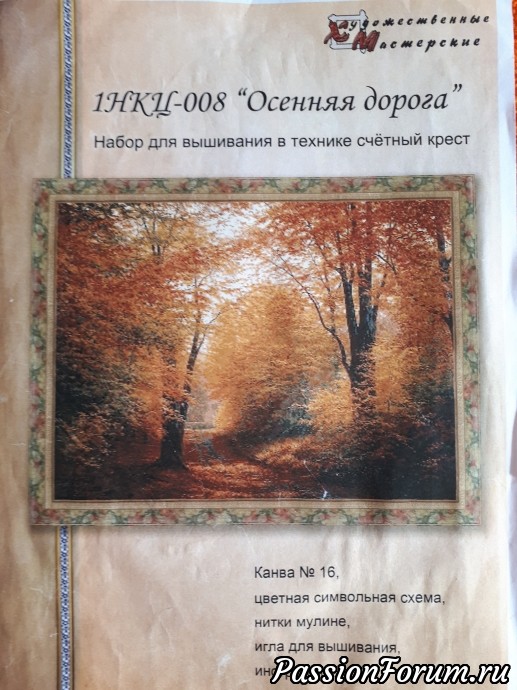 Художественные
Мастерские
1НКЦ-008 “Осенняя дорога”
Набор для вышивания в технике счётный крест
Канва № 16,
цветная символьная схема,
нитки мулине,
игла для вышивания,
PassionForum.ru